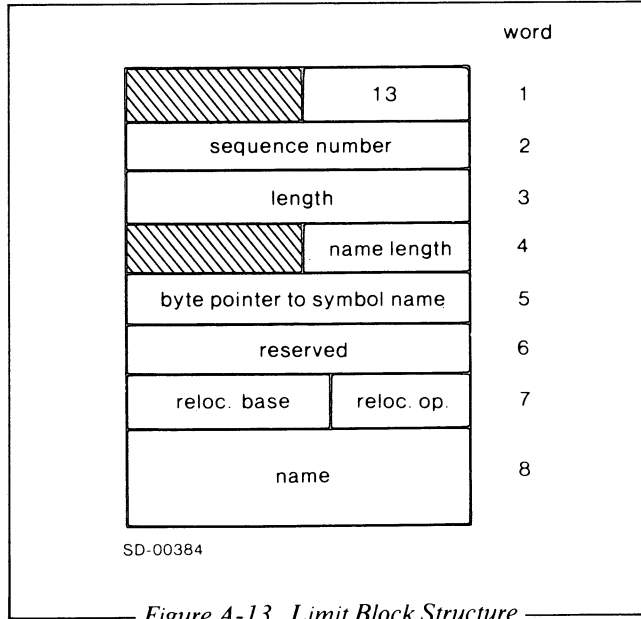 word
13 1
sequence number 2
length 3
name length 4
byte pointer to symbol name 5
reserved 6
reloc. base reloc. op. 7
name 8
SD-00384
Figure A-13. Limit Block Structure